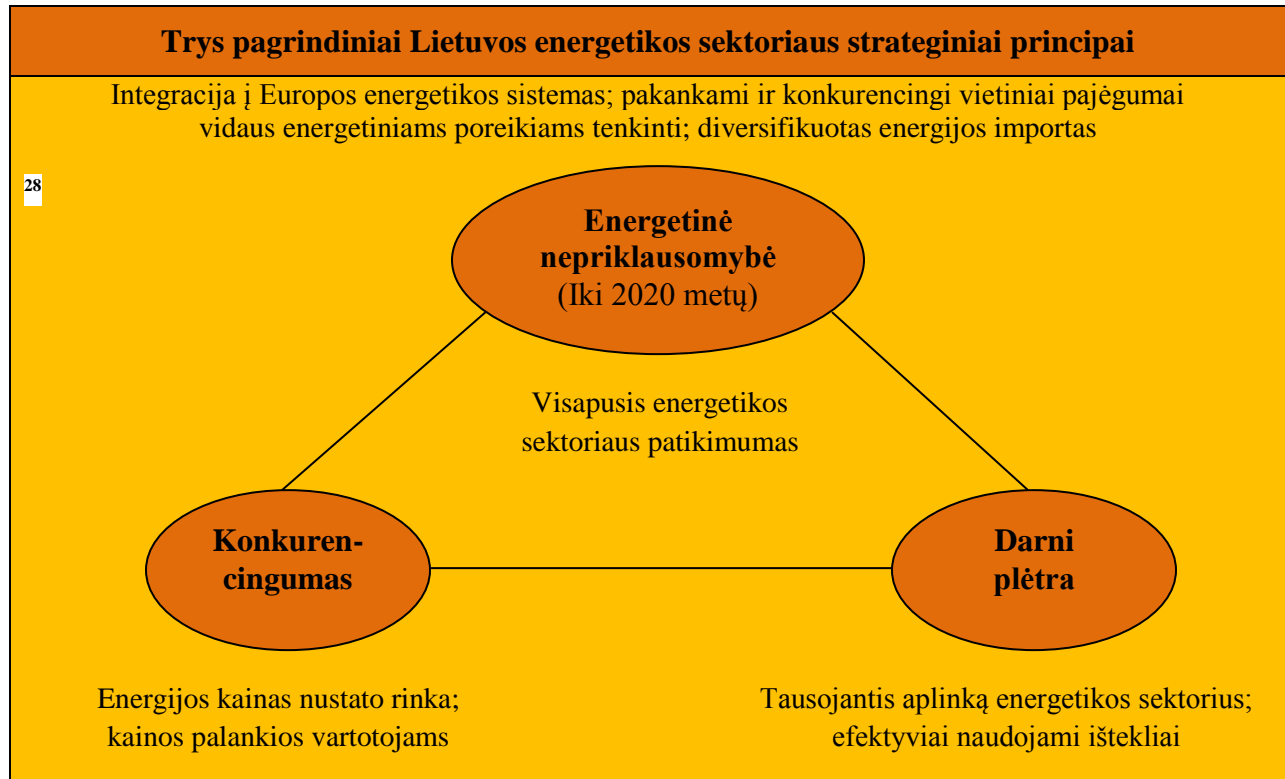 Trys pagrindiniai Lietuvos energetikos sektoriaus strateginiai principai
Integracija į Europos energetikos sistemas; pakankami ir konkurencingi vietiniai pajėgumai
vidaus energetiniams poreikiams tenkinti; diversifikuotas energijos importas
28
Energetinė
nepriklausomybė
(Iki 2020 metų)
Visapusis energetikos
sektoriaus patikimumas
Konkuren-
cingumas
Darni
plėtra
Energijos kainas nustato rinka;
kainos palankios vartotojams
Tausojantis aplinką energetikos sektorius;
efektyviai naudojami ištekliai